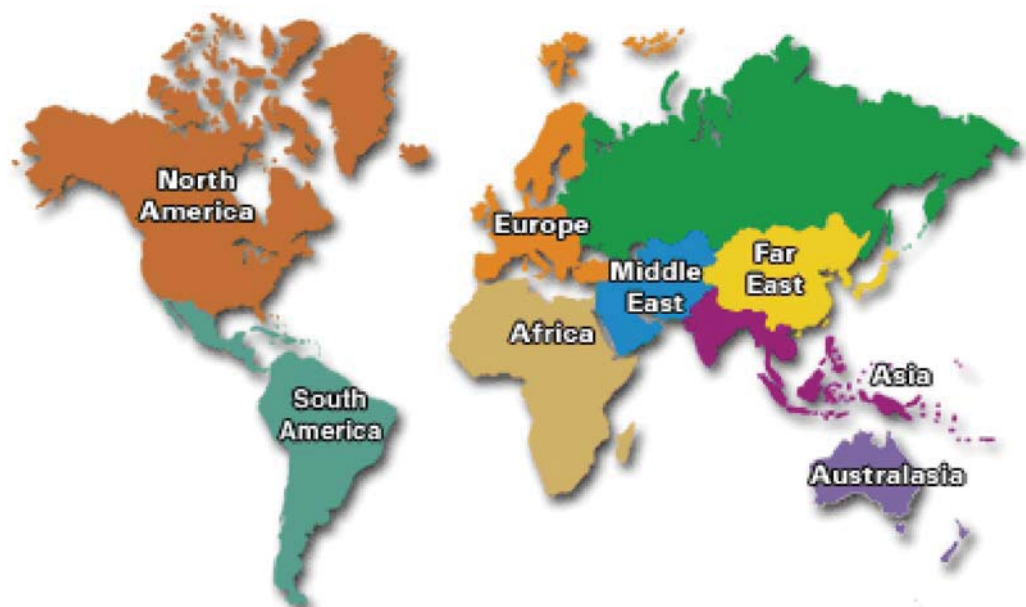 North
America
Europe
Far
East
Middle
East
Africa
Asia
South
America
Australasia